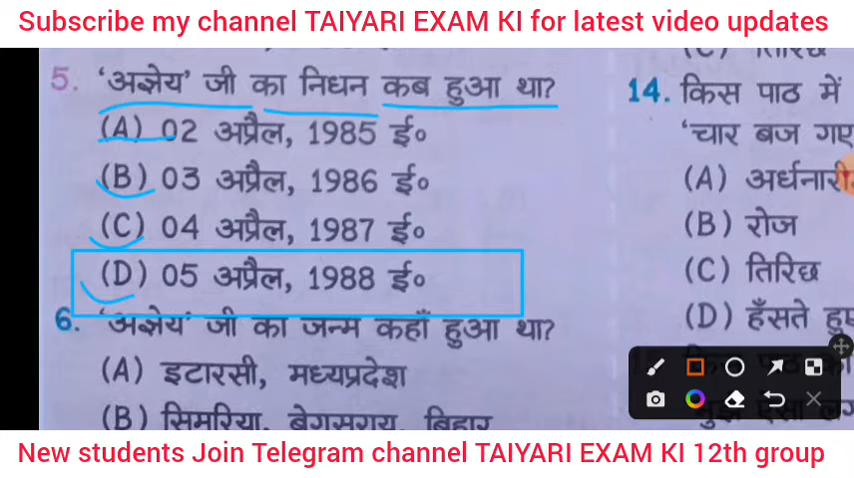 Subscribe my channel TAIYARI EXAM KI for latest video updates
5. 'अज्ञेय' जी का निधन कब हुआ था?
(A) 02 अप्रैल, 1985 ई०
(B) 03 अप्रैल, 1986 ई०
(C) 04 अप्रैल, 1987 ई०
(D) 05 अप्रैल, 1988 ई०
6. 'अज्ञेय' जी का जन्म कहाँ हुआ था?
(A) इटारसी, मध्यप्रदेश
(B) सिमरिया, बेगूसराय, बिहार
(C) तिरिछ
14. किस पाठ में
'चार बज गए
(A)
(B) रोज
(C) तिरिछ
(D) हँसते हुए
New students Join Telegram channel TAIYARI EXAM KI 12th group